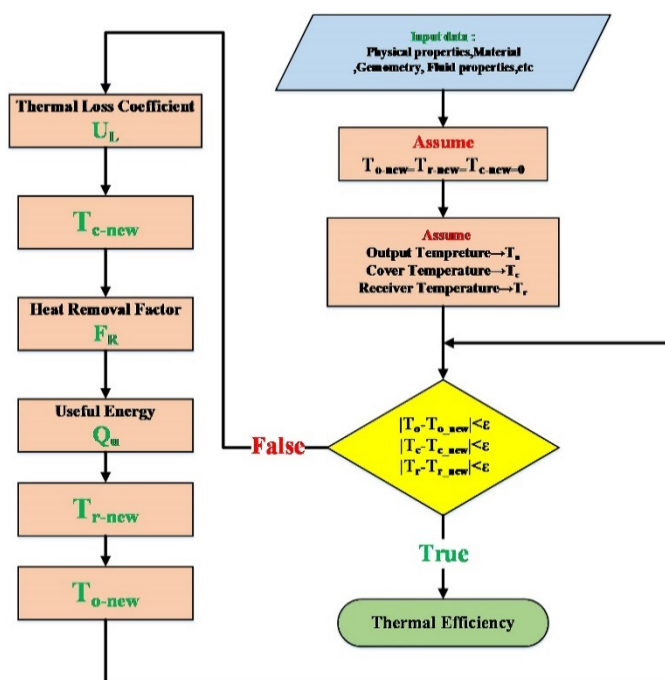 Input data :
Physical properties,Material
,Gemometry, Fluid properties,etc
Assume
To-new=Tr-new=Tc-new=0
Assume
Output Tempreture→To
Cover Temperature→Tc
Receiver Temperature→Tr
|To-To_new|<ε
|Tc-Tc_new|<ε
|Tr-Tr_new|<ε
False
True
Thermal Efficiency
Thermal Loss Coefficient
UL
Tc-new
Heat Removal Factor
FR
Useful Energy
Qu
Tr-new
To-new